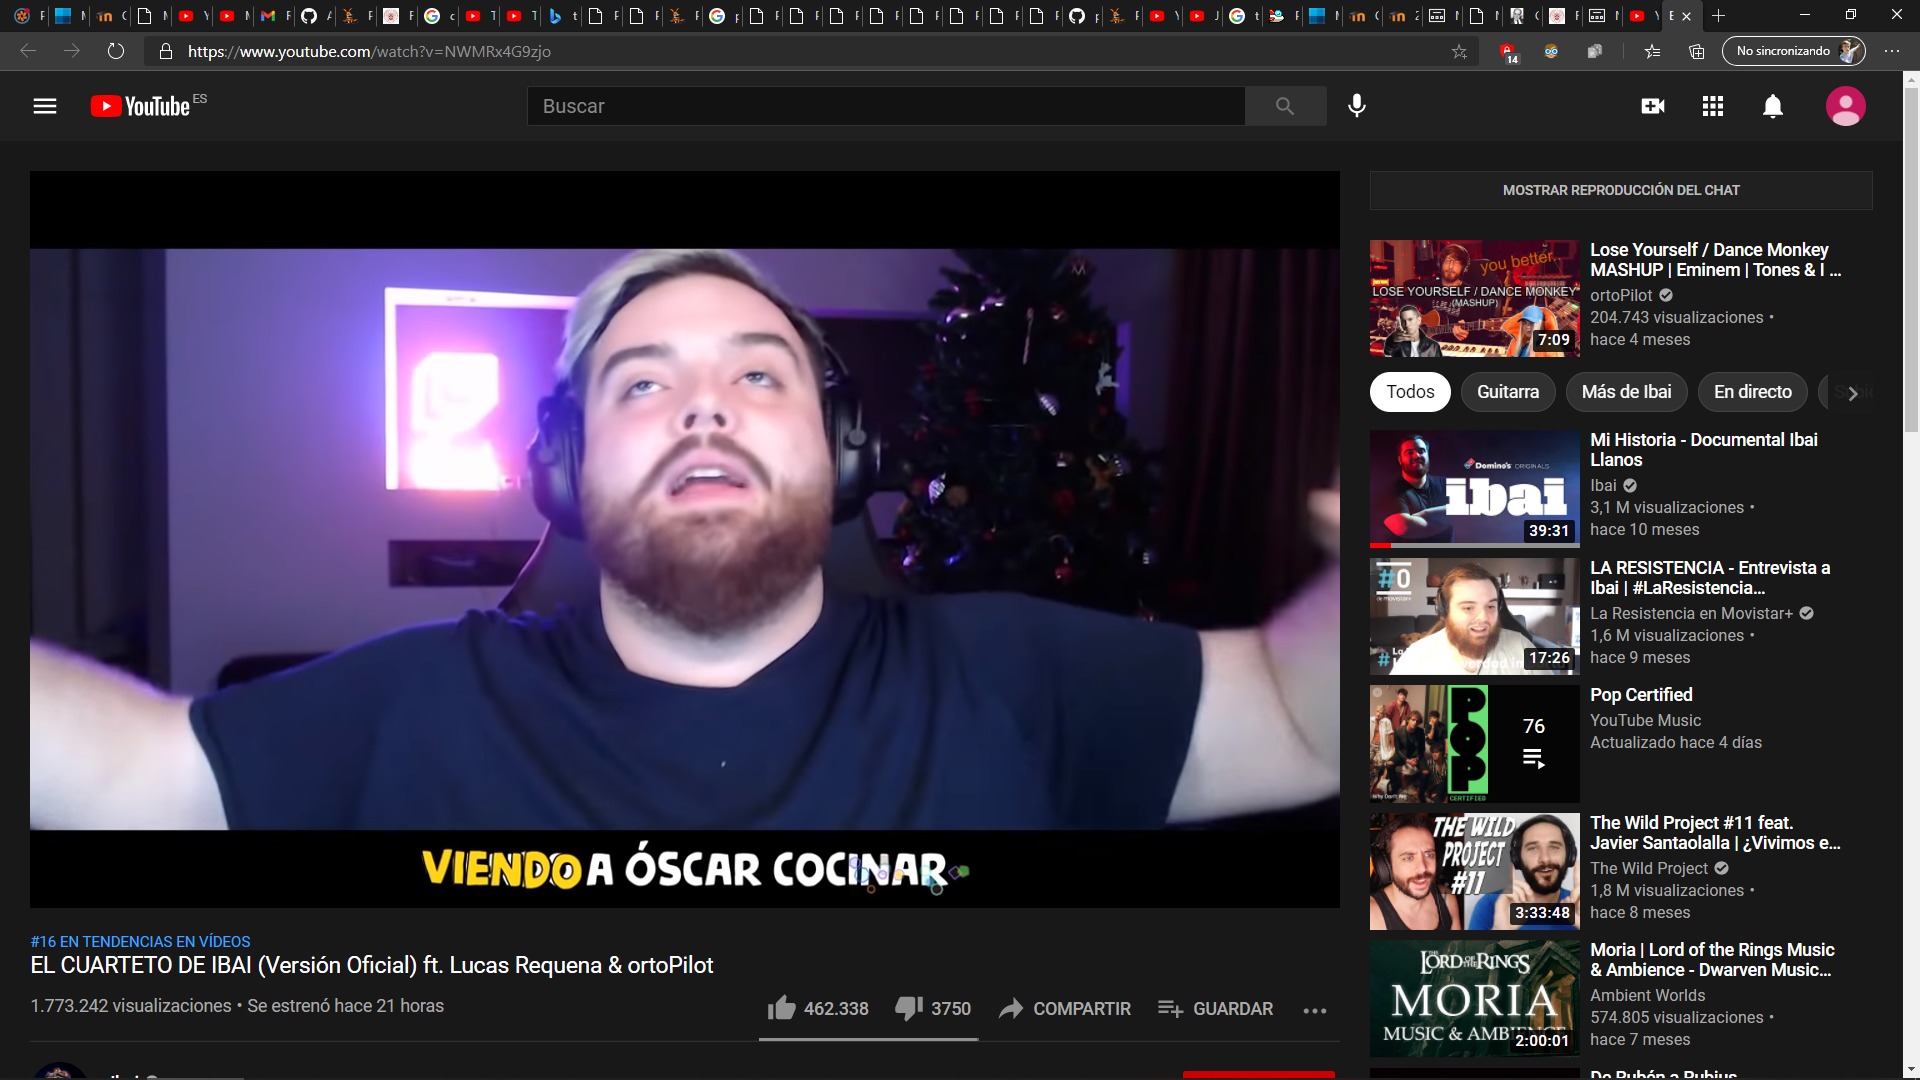 No sincronizando
https://www.youtube.com/watch?v=NWMRx4G9zjo
14
YouTube ES
Buscar
VIENDO A ÓSCAR COCINAR
#16 EN TENDENCIAS EN VÍDEOS
EL CUARTETO DE IBAI (Versión Oficial) ft. Lucas Requena & ortoPilot
1.773.242 visualizaciones • Se estrenó hace 21 horas
462.338
3750
COMPARTIR
GUARDAR
MOSTRAR REPRODUCCIÓN DEL CHAT
you better..
LOSE YOURSELF / DANCE MONKEY
(MASHUP)
7:09
Lose Yourself / Dance Monkey
MASHUP | Eminem | Tones & I ...
ortoPilot
204.743 visualizaciones •
hace 4 meses
Todos
Guitarra
Más de Ibai
En directo
Domino's ORIGINALS
ibai
39:31
Mi Historia - Documental Ibai
Llanos
Ibai
3,1 M visualizaciones •
hace 10 meses
#0
de movistar+
17:26
LA RESISTENCIA - Entrevista a
Ibai | #LaResistencia...
La Resistencia en Movistar+
1,6 M visualizaciones •
hace 9 meses
POP
CERTIFIED
76
Pop Certified
YouTube Music
Actualizado hace 4 días
THE WILD
PROJECT
#11
3:33:48
The Wild Project #11 feat.
Javier Santaolalla | ¿Vivimos e...
The Wild Project
1,8 M visualizaciones •
hace 8 meses
THE LORD OF THE RINGS
MORIA
MUSIC & AMBIENCE
2:00:01
Moria | Lord of the Rings Music
& Ambience - Dwarven Music...
Ambient Worlds
574.805 visualizaciones •
hace 7 meses
De Rubén a Rubius